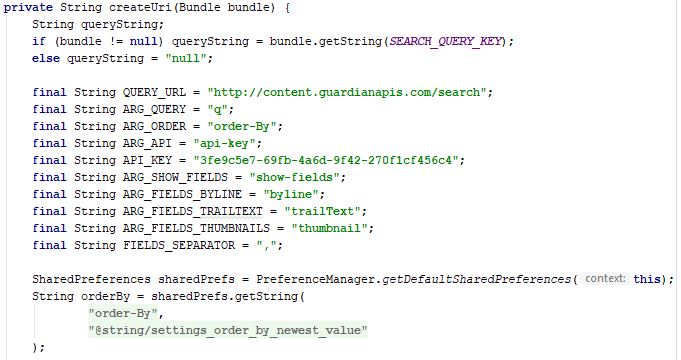 private String createUri(Bundle bundle) {
String queryString;
if (bundle != null) queryString = bundle.getString(SEARCH_QUERY_KEY);
else queryString = "null";
final String QUERY_URL = "http://content.guardianapis.com/search";
final String ARG_QUERY = "q";
final String ARG_ORDER = "order-By";
final String ARG_API = "api-key";
final String API_KEY = "3fe9c5e7-69fb-4a6d-9f42-270f1cf456c4";
final String ARG_SHOW_FIELDS = "show-fields";
final String ARG_FIELDS_BYLINE = "byline";
final String ARG_FIELDS_TRAILTEXT = "trailText";
final String ARG_FIELDS_THUMBNAILS = "thumbnail";
final String FIELDS_SEPARATOR = ",";
SharedPreferences sharedPrefs = PreferenceManager.getDefaultSharedPreferences( context: this);
String orderBy = sharedPrefs.getString(
"order-By",
"@string/settings_order_by_newest_value"
);